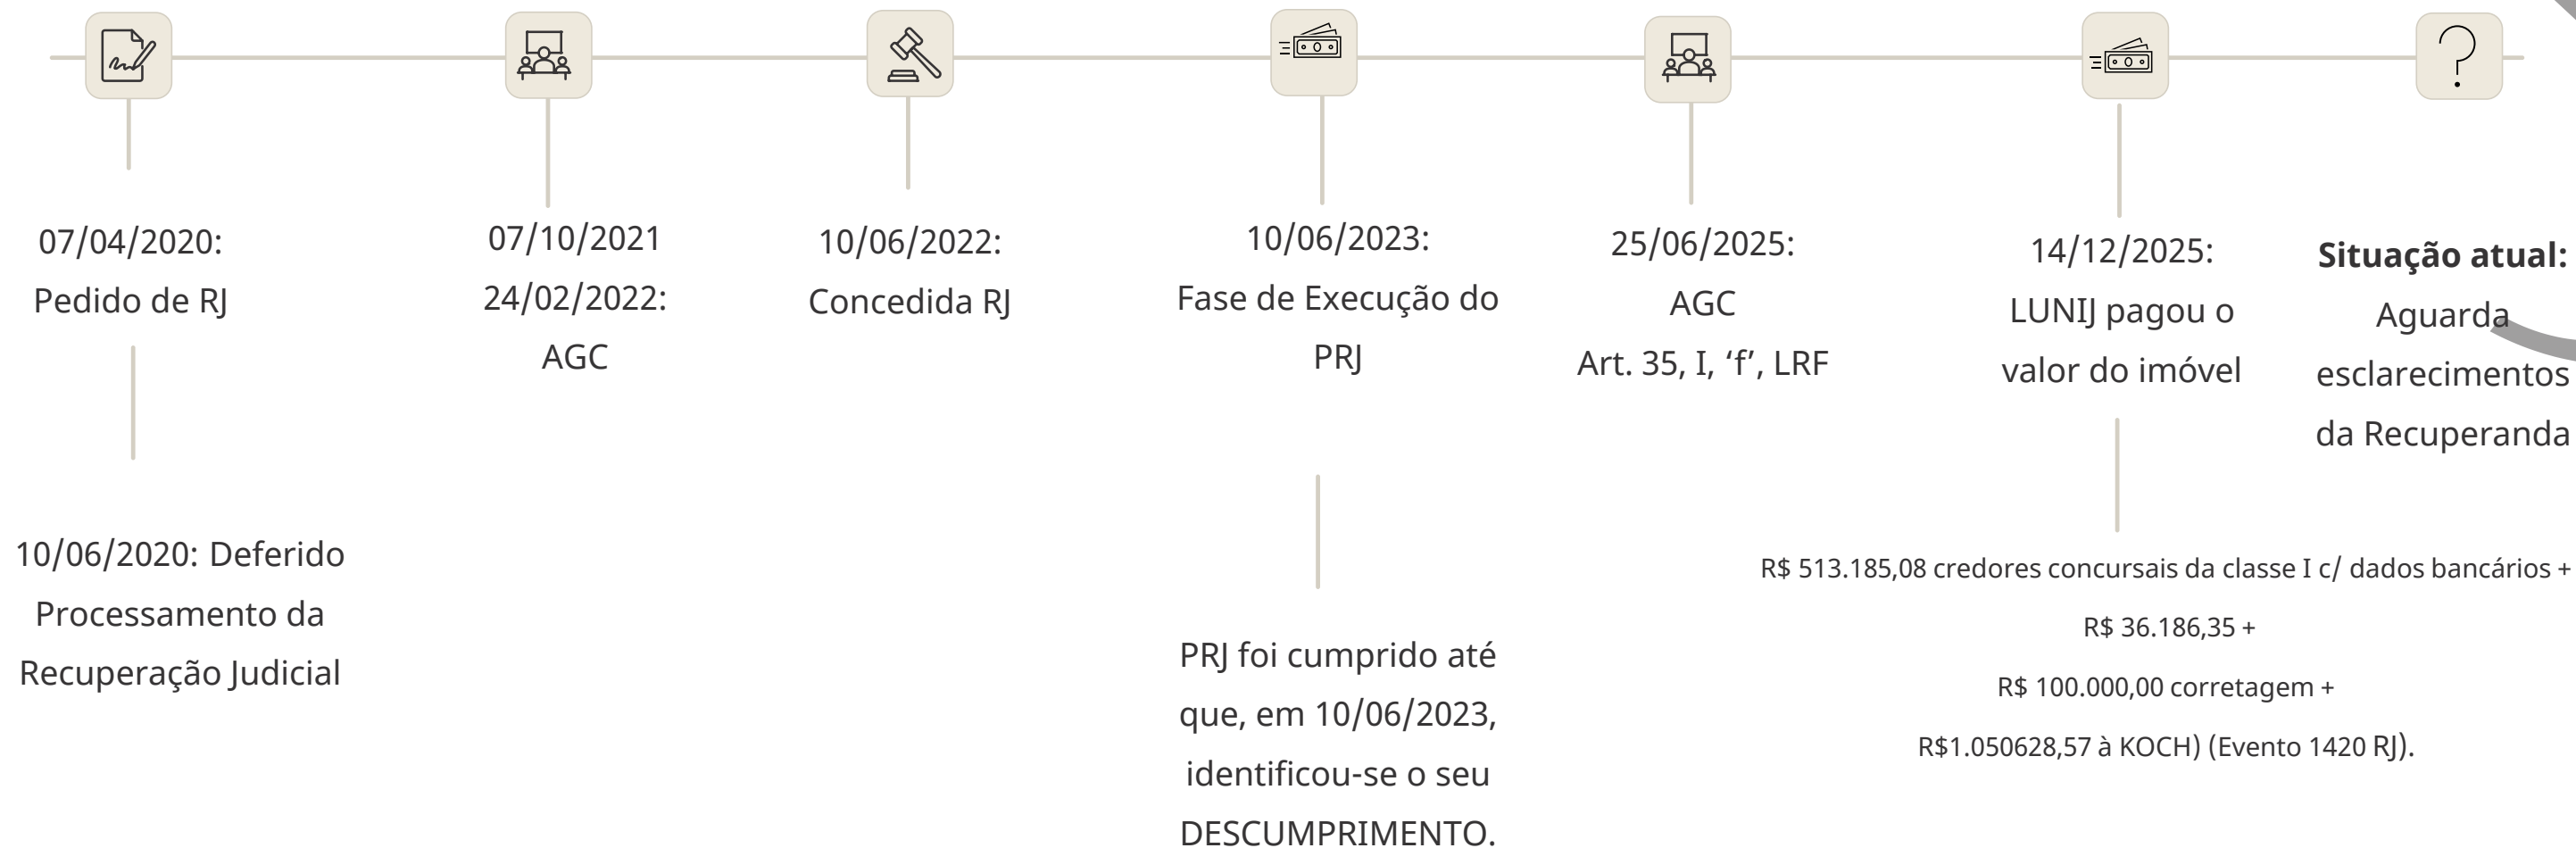 07/04/2020:
Pedido de RJ
10/06/2020: Deferido
Processamento da
Recuperação Judicial
07/10/2021
24/02/2022:
AGC
10/06/2022:
Concedida RJ
10/06/2023:
Fase de Execução do
PRJ
PRJ foi cumprido até
que, em 10/06/2023,
identificou-se o seu
DESCUMPRIMENTO.
25/06/2025:
AGC
Art. 35, I, ‘f’, LRF
14/12/2025:
LUNIJ pagou o
valor do imóvel
R$ 513.185,08 credores concursais da classe I c/ dados bancários +
R$ 36.186,35 +
R$ 100.000,00 corretagem +
R$1.050628,57 à KOCH) (Evento 1420 RJ).
Situação atual:
Aguarda
esclarecimentos
da Recuperanda